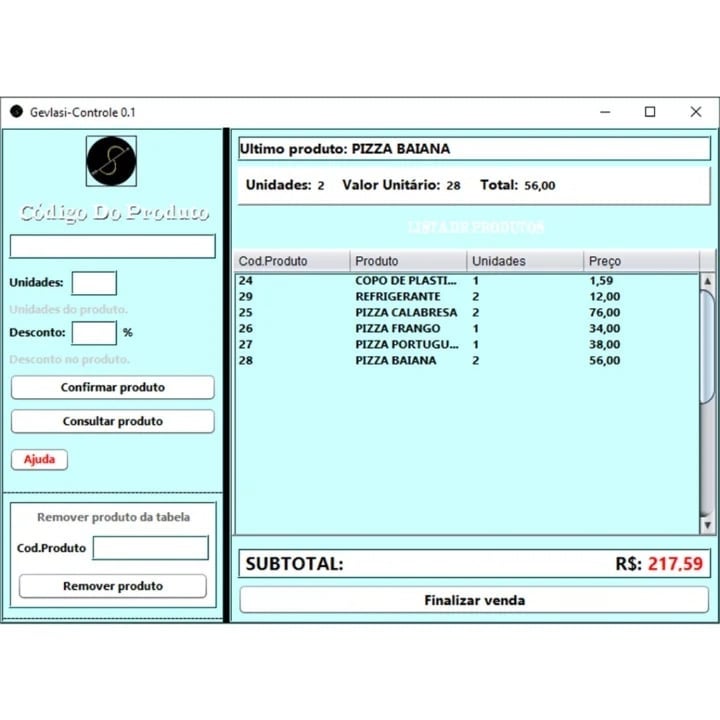 Gevlasi-Controle 0.1
Código Do Produto
Unidades:
Unidades do produto.
Desconto: %
Desconto no produto.
Confirmar produto
Consultar produto
Ajuda
Remover produto da tabela
Cod.Produto
Remover produto
Ultimo produto: PIZZA BAIANA
Unidades: 2 Valor Unitário: 28 Total: 56,00
LISTA DE PRODUTOS
Cod.Produto Produto Unidades Preço
24 COPO DE PLASTI... 1 1,59
29 REFRIGERANTE 2 12,00
25 PIZZA CALABRESA 2 76,00
26 PIZZA FRANGO 1 34,00
27 PIZZA PORTUGU... 1 38,00
28 PIZZA BAIANA 2 56,00
SUBTOTAL: R$: 217,59
Finalizar venda